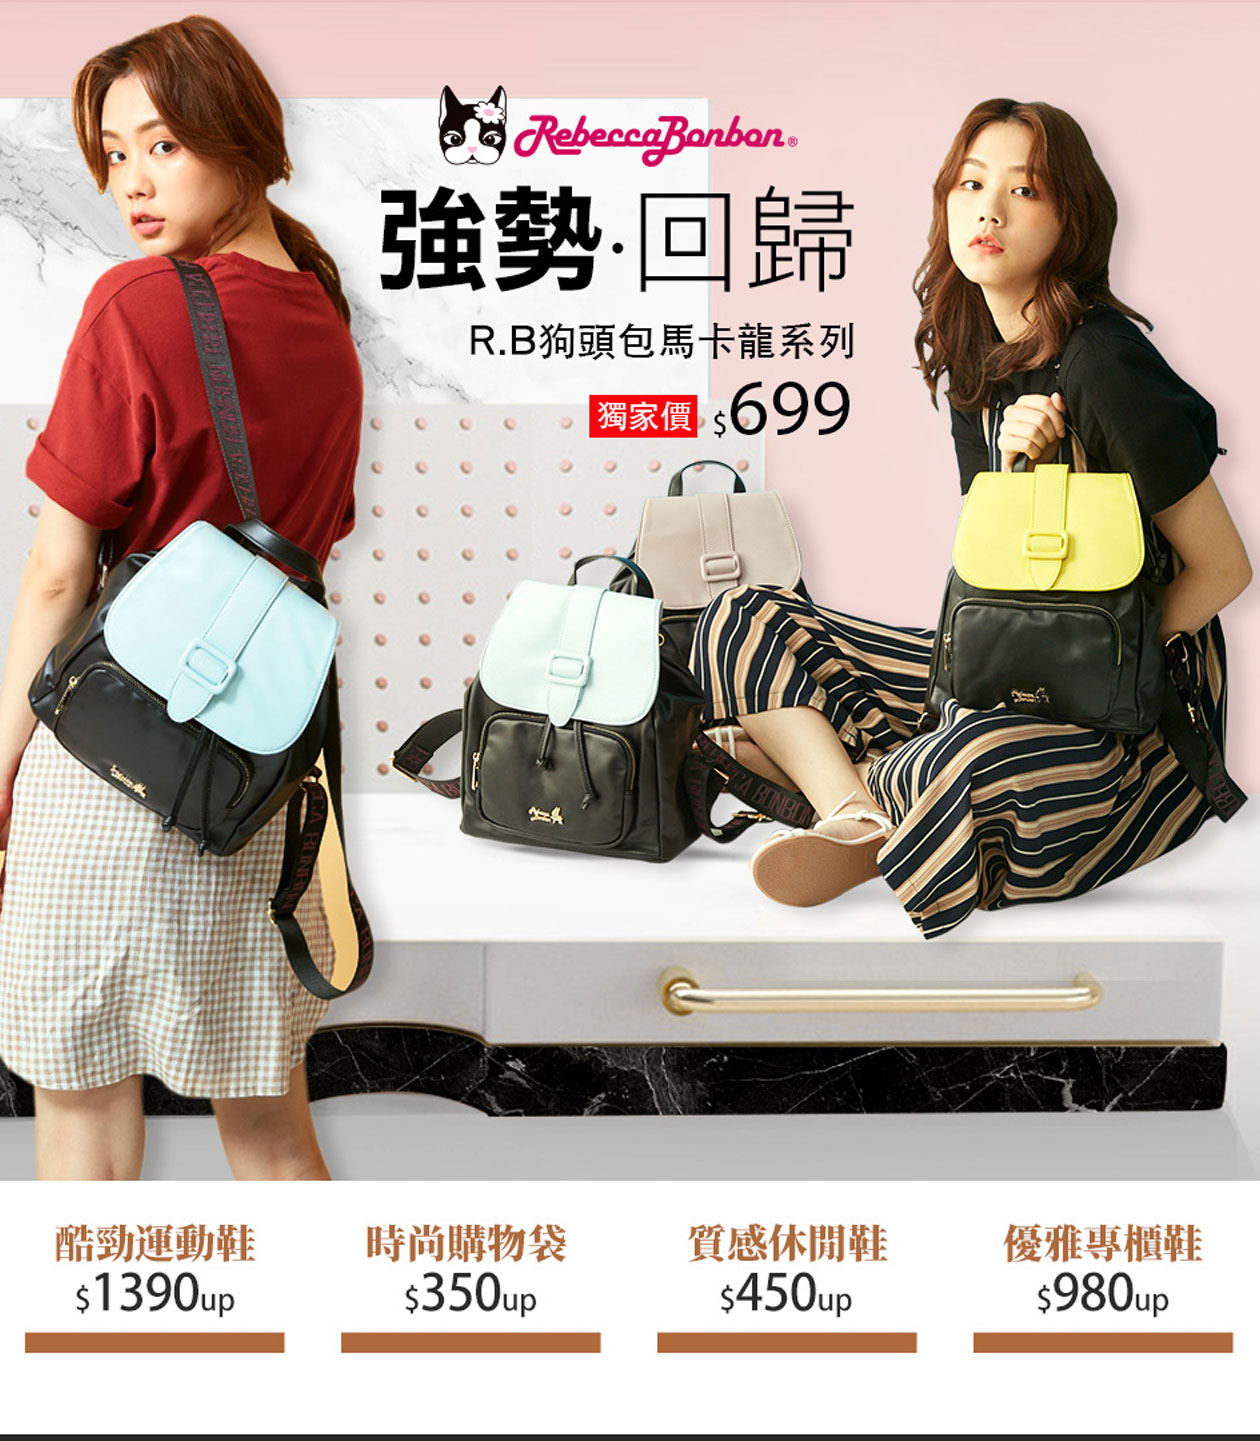 RebeccaBonbon®
強勢·回歸
R.B狗頭包馬卡龍系列
獨家價 $699
酷勁運動鞋
$1390up
時尚購物袋
$350up
質感休閒鞋
$450up
優雅專櫃鞋
$980up